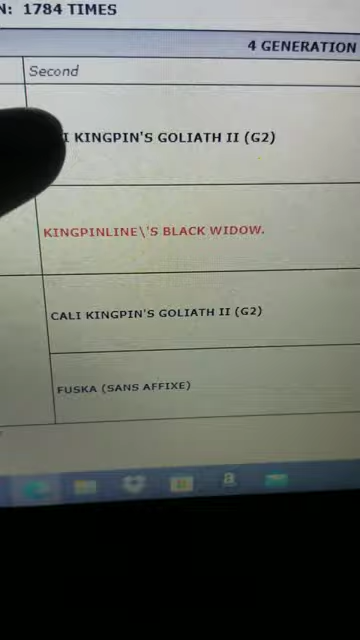 N: 1784 TIMES
4 GENERATION
Second
I KINGPIN'S GOLIATH II (G2)
KINGPINLINE\'S BLACK WIDOW.
CALI KINGPIN'S GOLIATH II (G2)
FUSKA (SANS AFFIXE)
a